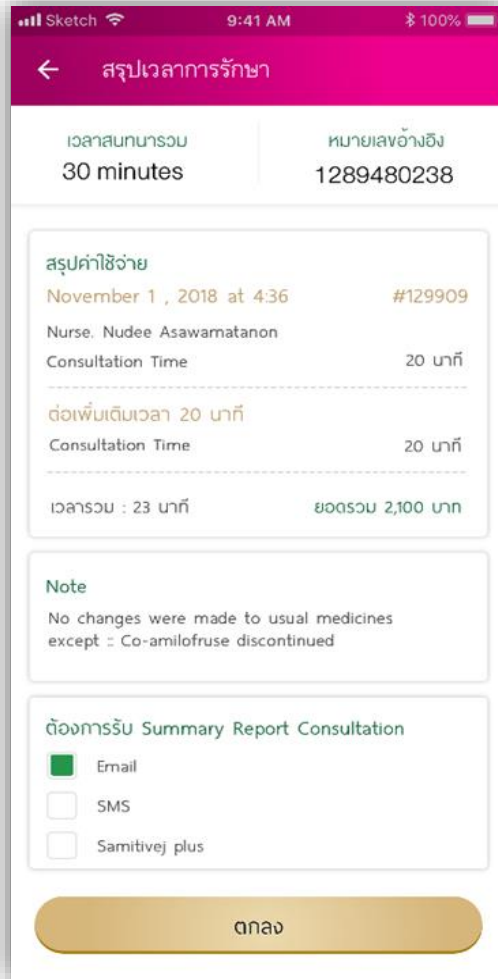 Sketch 9:41 AM 100%
สรุปเวลาการรักษา
เวลาสนทนารวม หมายเลขอ้างอิง
30 minutes 1289480238
สรุปค่าใช้จ่าย
November 1 , 2018 at 4:36 #129909
Nurse. Nudee Asawamatanon
Consultation Time 20 นาที
ต่อเพิ่มเติมเวลา 20 นาที
Consultation Time 20 นาที
เวลารวม : 23 นาที ยอดรวม 2,100 บาท
Note
No changes were made to usual medicines
except :: Co-amilofruse discontinued
ต้องการรับ Summary Report Consultation
Email
SMS
Samitivej plus
ตกลง